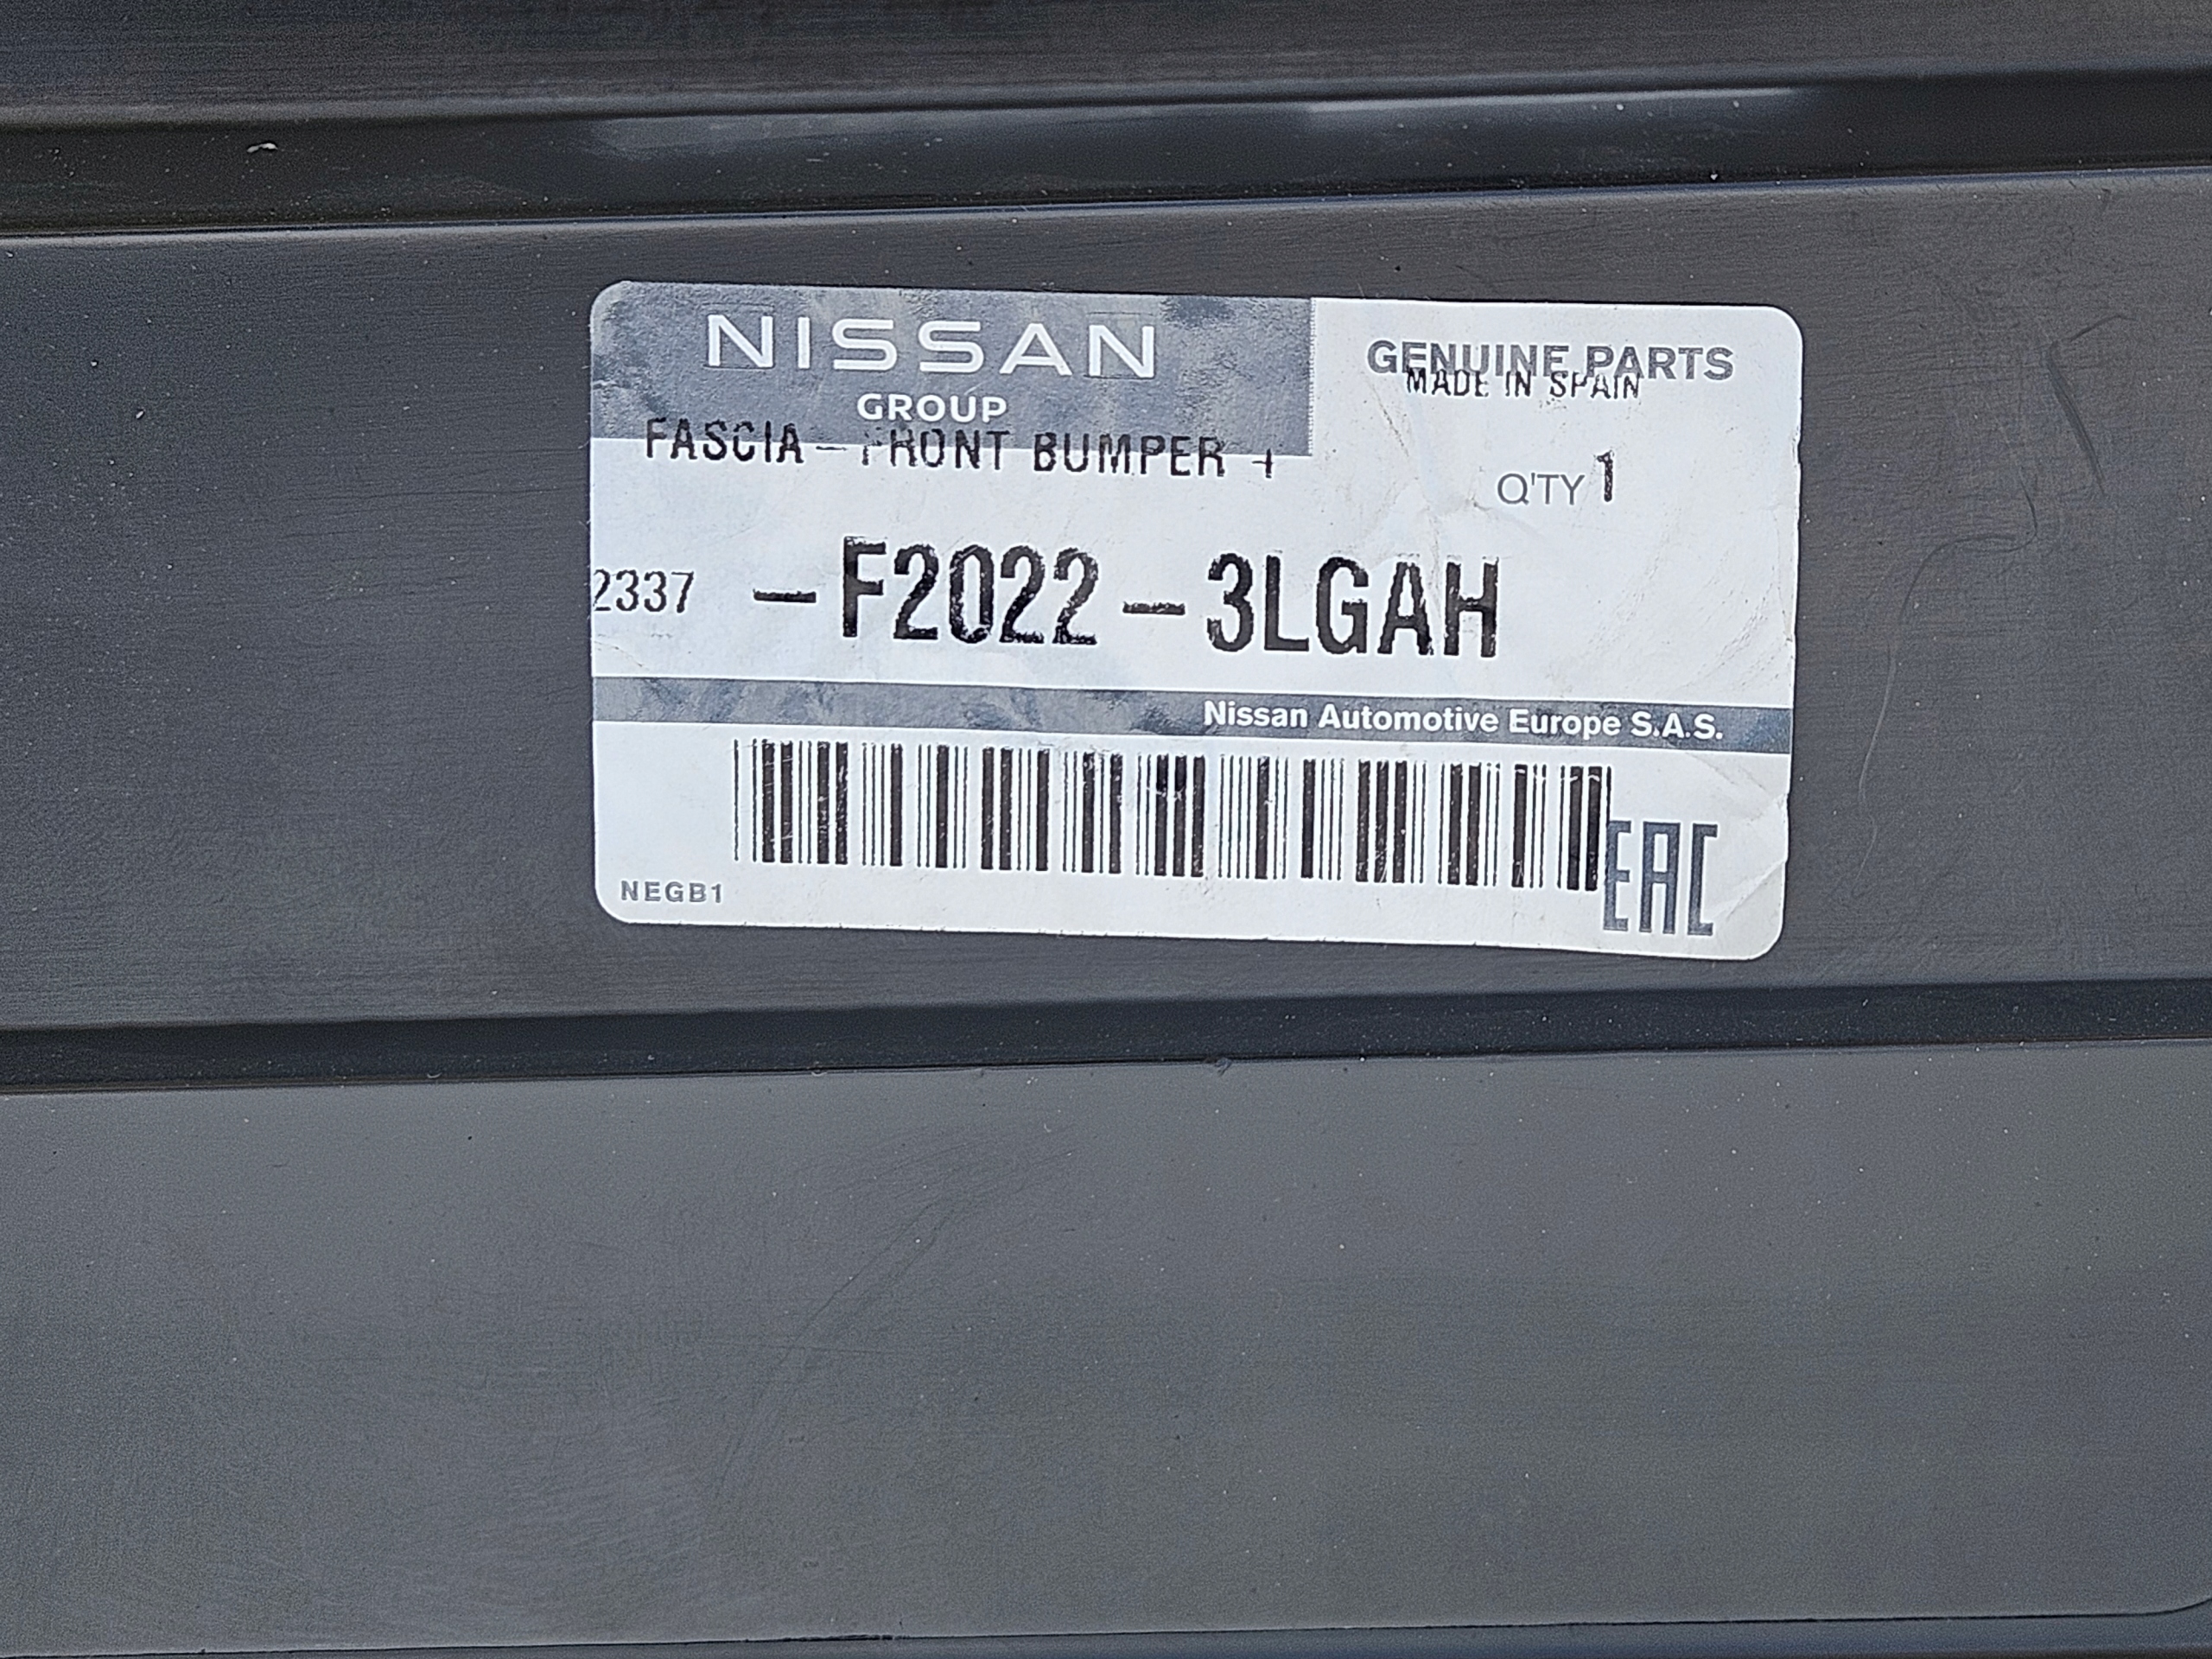 NISSAN
GROUP
GENUINE PARTS
MADE IN SPAIN
FASCIA-FRONT BUMPER +
Q'TY 1
2337 -F2022-3LGAH
Nissan Automotive Europe S.A.S.
NEGB1
EAC